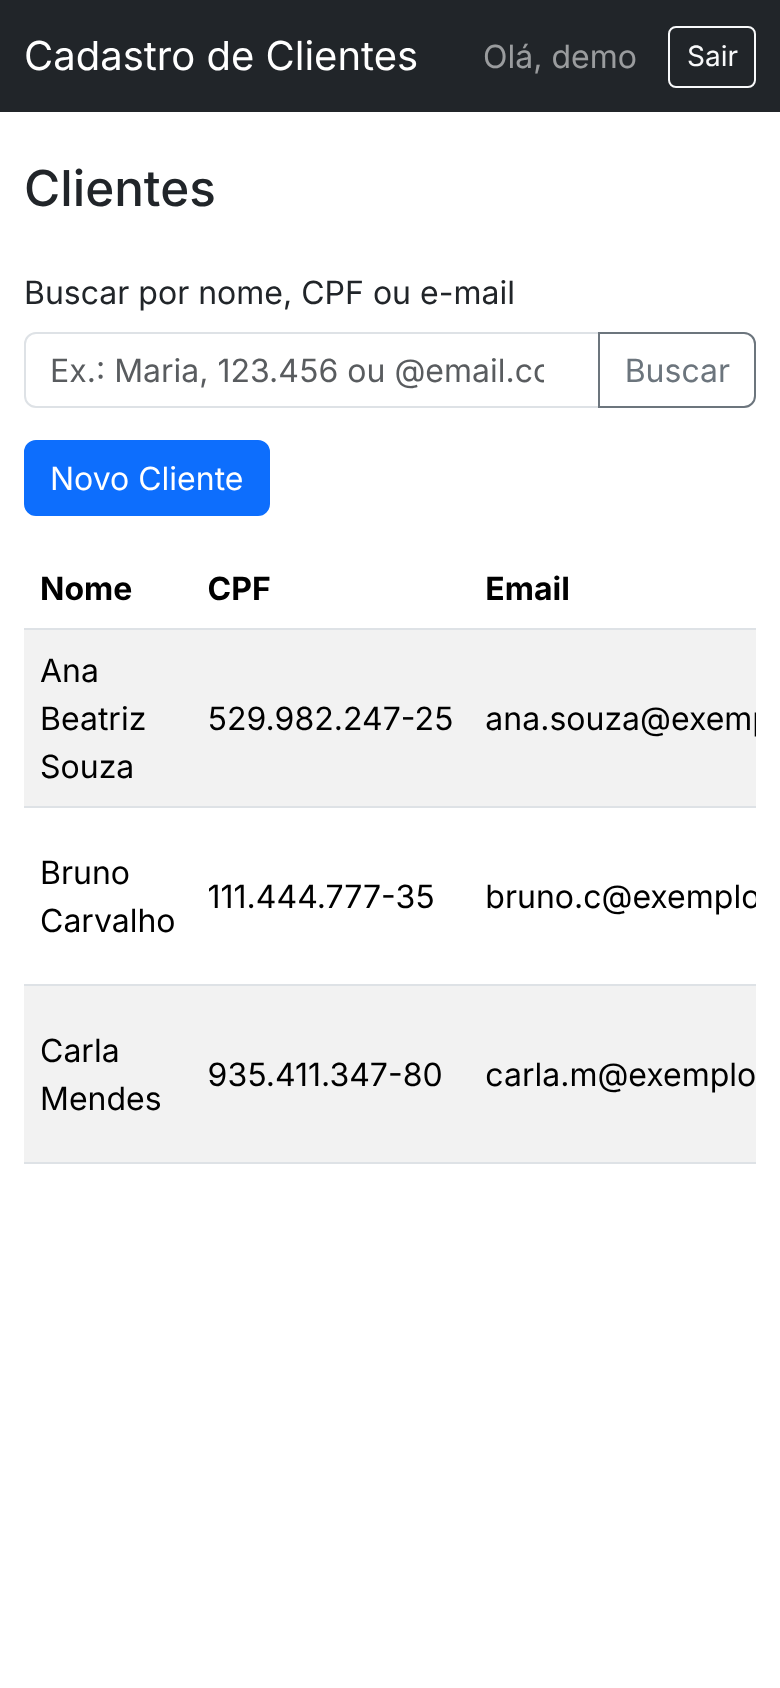 Cadastro de Clientes Olá, demo Sair
Clientes
Buscar por nome, CPF ou e-mail
Ex.: Maria, 123.456 ou @email.co Buscar
Novo Cliente
Nome CPF Email
Ana
Beatriz 529.982.247-25 ana.souza@exemp
Souza
Bruno
Carvalho 111.444.777-35 bruno.c@exemplo
Carla
Mendes 935.411.347-80 carla.m@exemplo